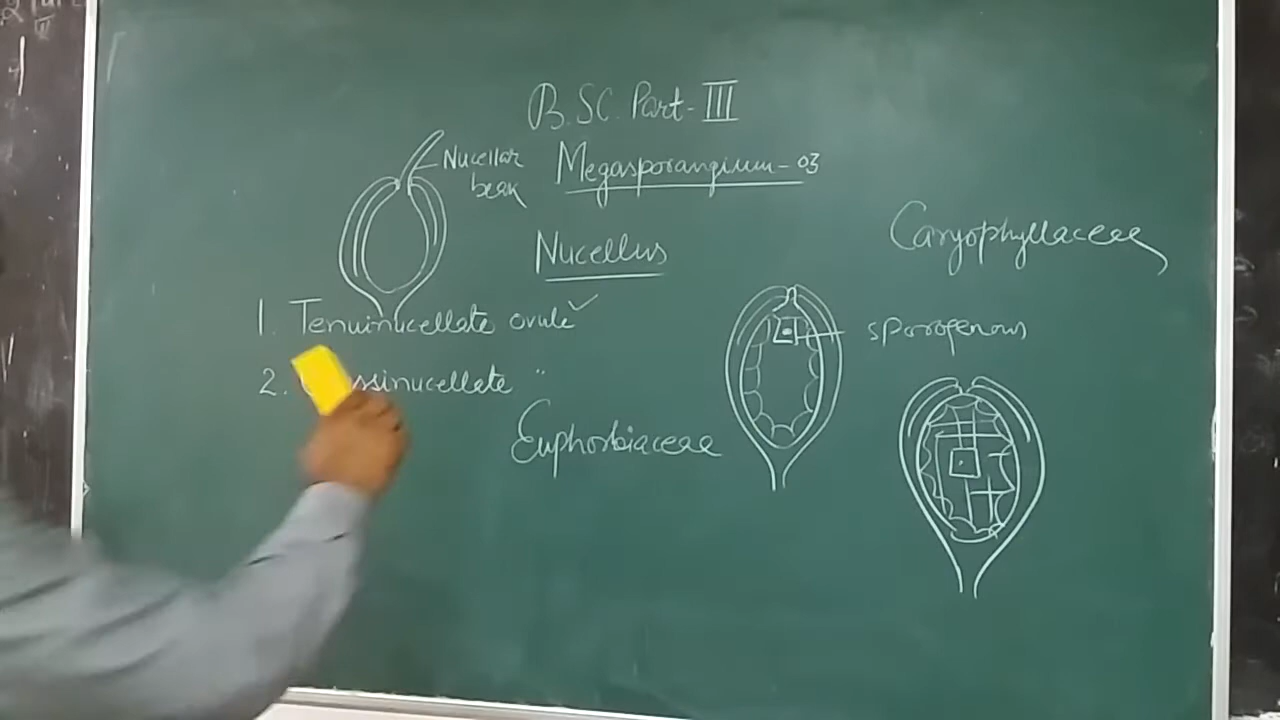 B.SC. Part-III
Nucellar
beak
Megasporangium-03
Nucellus
Caryophyllaceae
1. Tenuinucellate ovule ✓
sporogenous
2. ssinucellate "
Euphorbiaceae